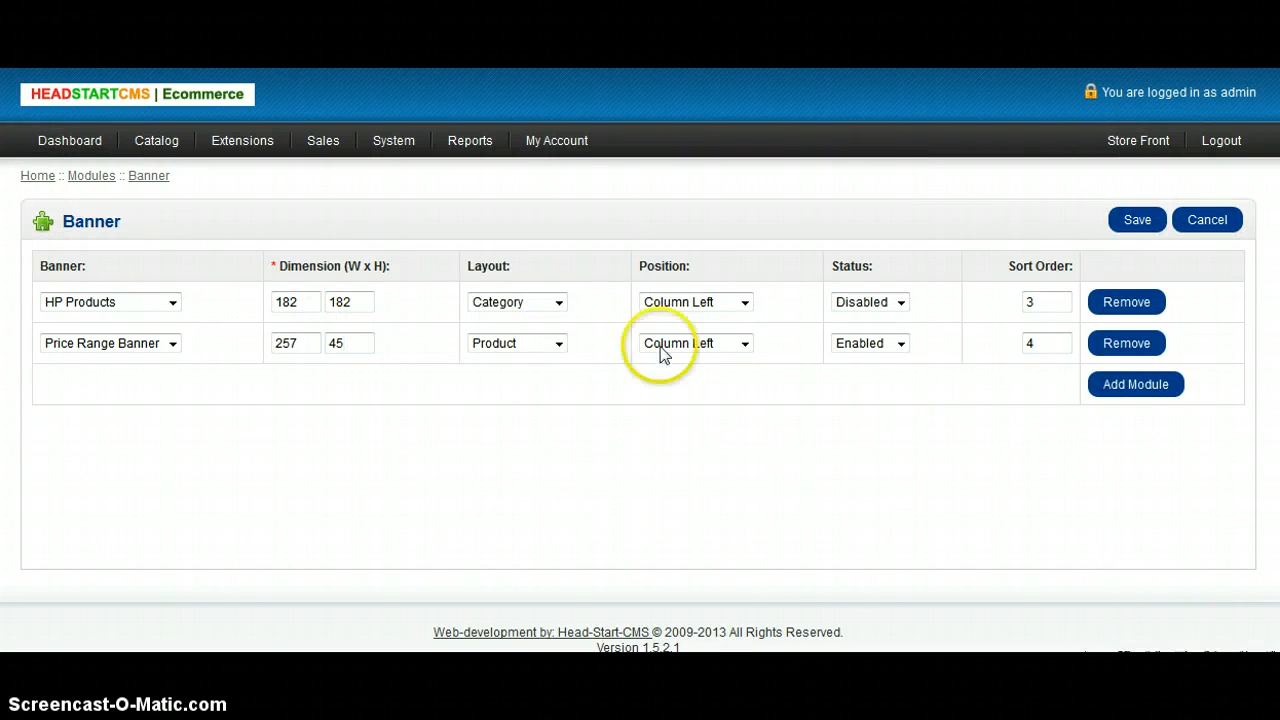 HEADSTARTCMS | Ecommerce
You are logged in as admin
Dashboard Catalog Extensions Sales System Reports My Account Store Front Logout
Home :: Modules :: Banner
Banner Save Cancel
Banner: * Dimension (W x H): Layout: Position: Status: Sort Order:
HP Products 182 182 Category Column Left Disabled 3 Remove
Price Range Banner 257 45 Product Column Left Enabled 4 Remove
Add Module
Web-development by: Head-Start-CMS © 2009-2013 All Rights Reserved.
Version 1.5.2.1
Screencast-O-Matic.com